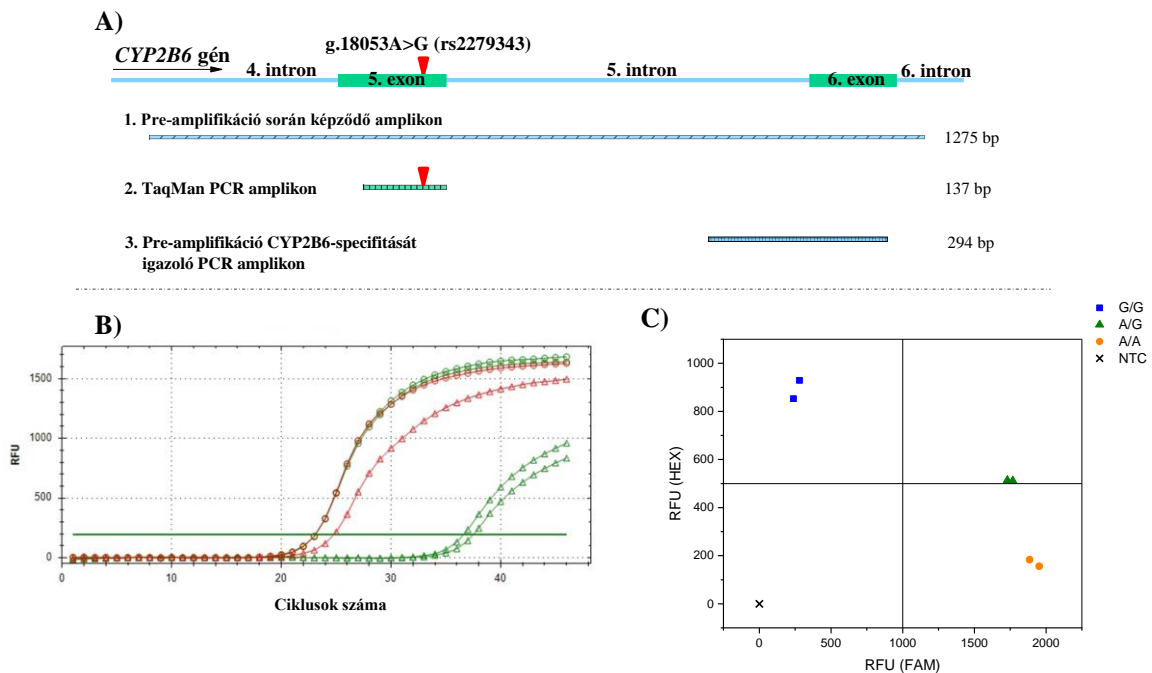 A)
g.18053A>G (rs2279343)
CYP2B6 gén
4. intron
5. exon
5. intron
6. exon
6. intron
1. Pre-amplifikáció során képződő amplikon
1275 bp
2. TaqMan PCR amplikon
137 bp
3. Pre-amplifikáció CYP2B6-specifitását
igazoló PCR amplikon
294 bp
B)
RFU
1500
1000
500
0
0 10 20 30 40
Ciklusok száma
C)
G/G
A/G
A/A
NTC
RFU (HEX)
1000
800
600
400
200
0
0 500 1000 1500 2000
RFU (FAM)